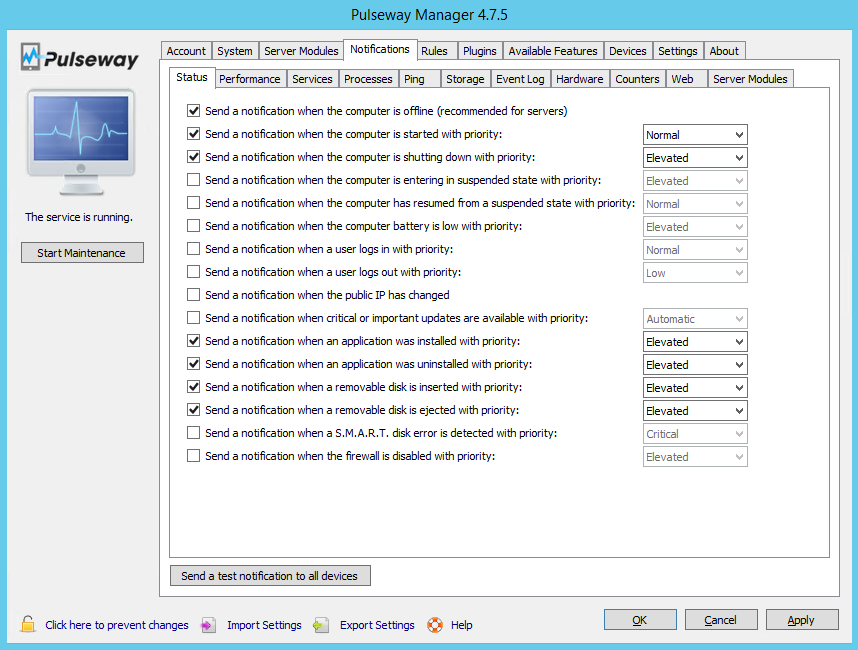 Pulseway Manager 4.7.5
Pulseway
Account System Server Modules Notifications Rules Plugins Available Features Devices Settings About
Status Performance Services Processes Ping Storage Event Log Hardware Counters Web Server Modules
Send a notification when the computer is offline (recommended for servers)
Send a notification when the computer is started with priority: Normal
Send a notification when the computer is shutting down with priority: Elevated
Send a notification when the computer is entering in suspended state with priority: Elevated
Send a notification when the computer has resumed from a suspended state with priority: Normal
Send a notification when the computer battery is low with priority: Elevated
Send a notification when a user logs in with priority: Normal
Send a notification when a user logs out with priority: Low
Send a notification when the public IP has changed
Send a notification when critical or important updates are available with priority: Automatic
Send a notification when an application was installed with priority: Elevated
Send a notification when an application was uninstalled with priority: Elevated
Send a notification when a removable disk is inserted with priority: Elevated
Send a notification when a removable disk is ejected with priority: Elevated
Send a notification when a S.M.A.R.T. disk error is detected with priority: Critical
Send a notification when the firewall is disabled with priority: Elevated
The service is running.
Start Maintenance
Send a test notification to all devices
Click here to prevent changes Import Settings Export Settings Help OK Cancel Apply